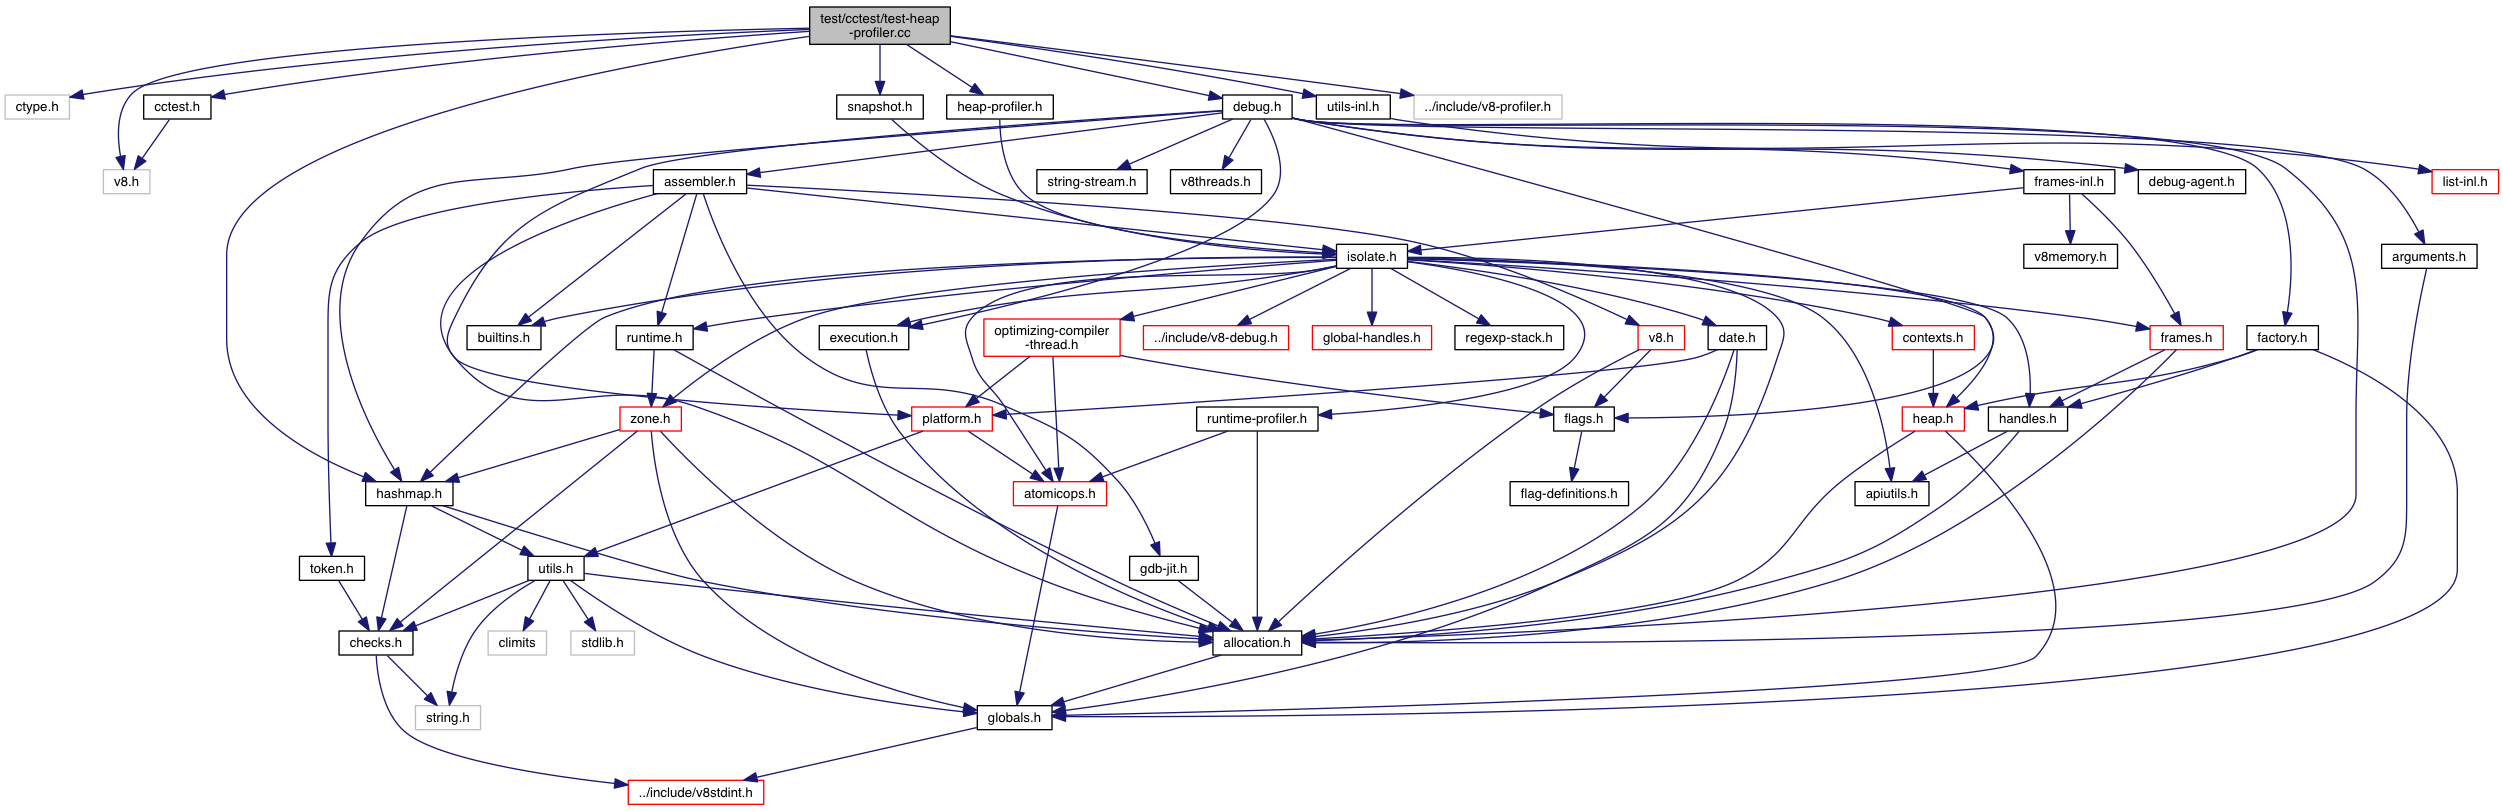 test/cctest/test-heap
-profiler.cc
ctype.h
cctest.h
snapshot.h
heap-profiler.h
debug.h
utils-inl.h
../include/v8-profiler.h
v8.h
assembler.h
string-stream.h
v8threads.h
frames-inl.h
debug-agent.h
list-inl.h
isolate.h
v8memory.h
arguments.h
builtins.h
runtime.h
execution.h
optimizing-compiler
-thread.h
../include/v8-debug.h
global-handles.h
regexp-stack.h
v8.h
date.h
contexts.h
frames.h
factory.h
zone.h
platform.h
runtime-profiler.h
flags.h
heap.h
handles.h
hashmap.h
atomicops.h
flag-definitions.h
apiutils.h
token.h
utils.h
gdb-jit.h
checks.h
climits
stdlib.h
allocation.h
string.h
globals.h
../include/v8stdint.h